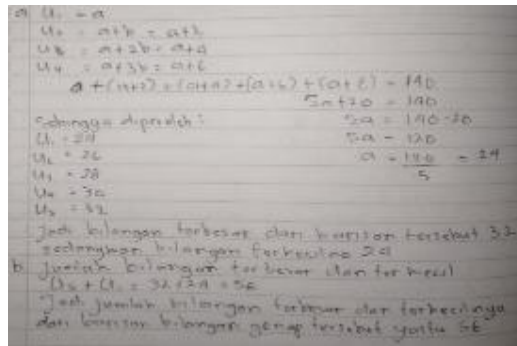 a U₁ = a
U₂ = a+b = a+2
U₃ = a+2b = a+4
U₄ = a+3b = a+6
a + (a+2) + (a+4) + (a+6) + (a+8) = 140
5a+20 = 140
Sehingga diperoleh : 5a = 140-20
U₁ = 24 5a = 120
U₂ = 26 a = 120/5 = 24
U₃ = 28
U₄ = 30
U₅ = 32
Jadi bilangan terbesar dari barisan tersebut 32
sedangkan bilangan terkecilnya 24
b. Jumlah bilangan terbesar dan terkecil
U₅ + U₁ = 32+24 = 56
Jadi jumlah bilangan terbesar dan terkecilnya
dari barisan bilangan genap tersebut yaitu 56